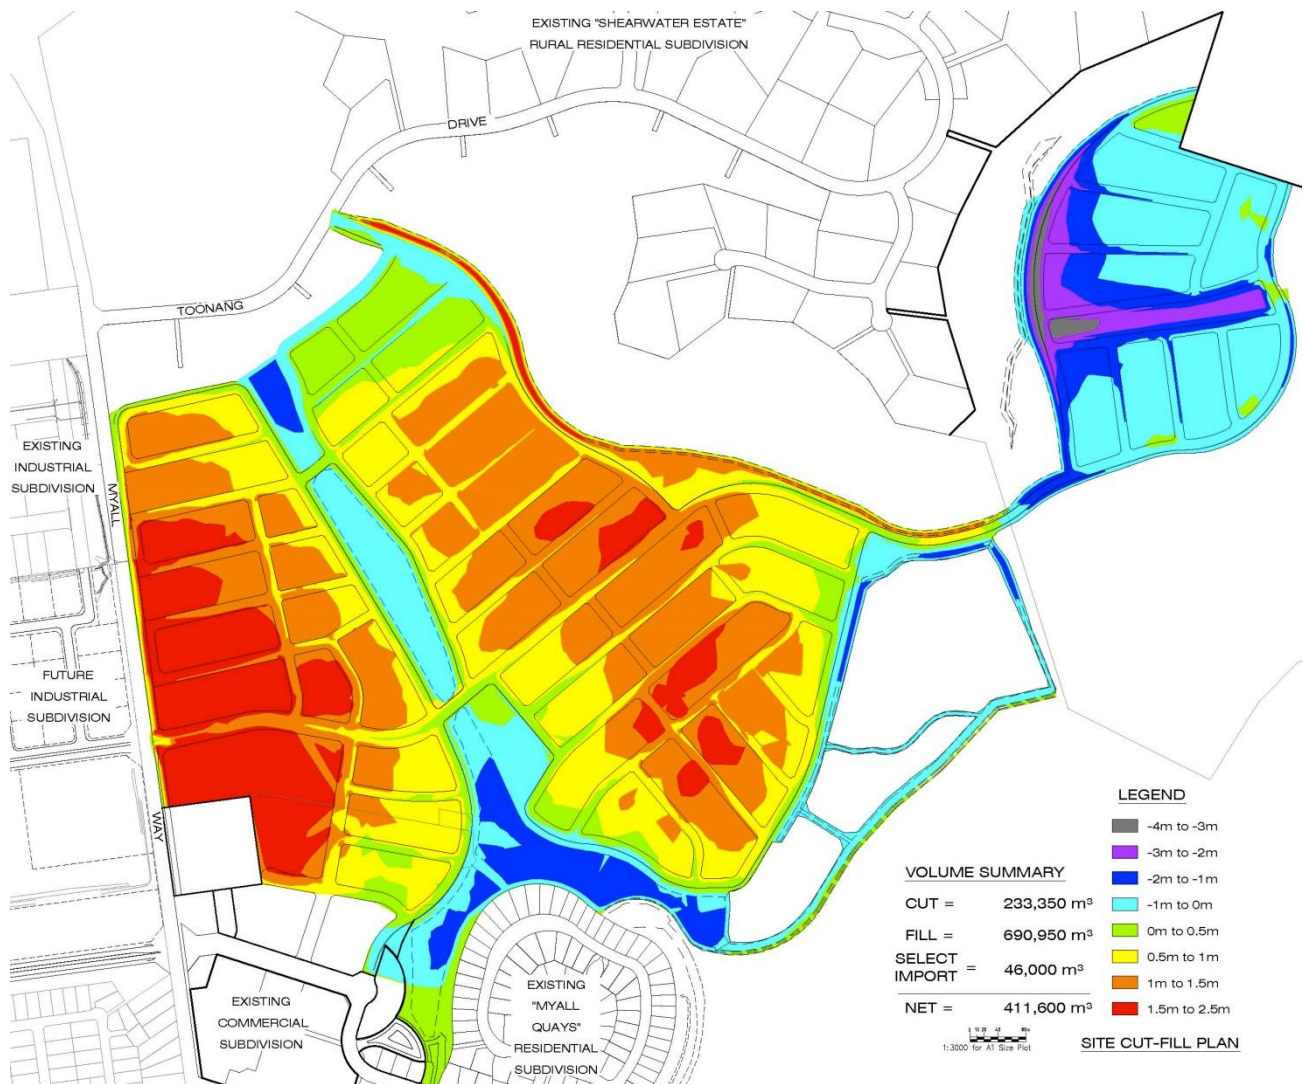 EXISTING "SHEARWATER ESTATE"
RURAL RESIDENTIAL SUBDIVISION
DRIVE
TOONANG
EXISTING
INDUSTRIAL
SUBDIVISION
MYALL
FUTURE
INDUSTRIAL
SUBDIVISION
WAY
EXISTING
COMMERCIAL
SUBDIVISION
EXISTING
"MYALL
QUAYS"
RESIDENTIAL
SUBDIVISION
VOLUME SUMMARY
CUT = 233,350 m³
FILL = 690,950 m³
SELECT
IMPORT = 46,000 m³
NET = 411,600 m³
LEGEND
-4m to -3m
-3m to -2m
-2m to -1m
-1m to 0m
0m to 0.5m
0.5m to 1m
1m to 1.5m
1.5m to 2.5m
1:3000 for A1 Size Plot
SITE CUT-FILL PLAN